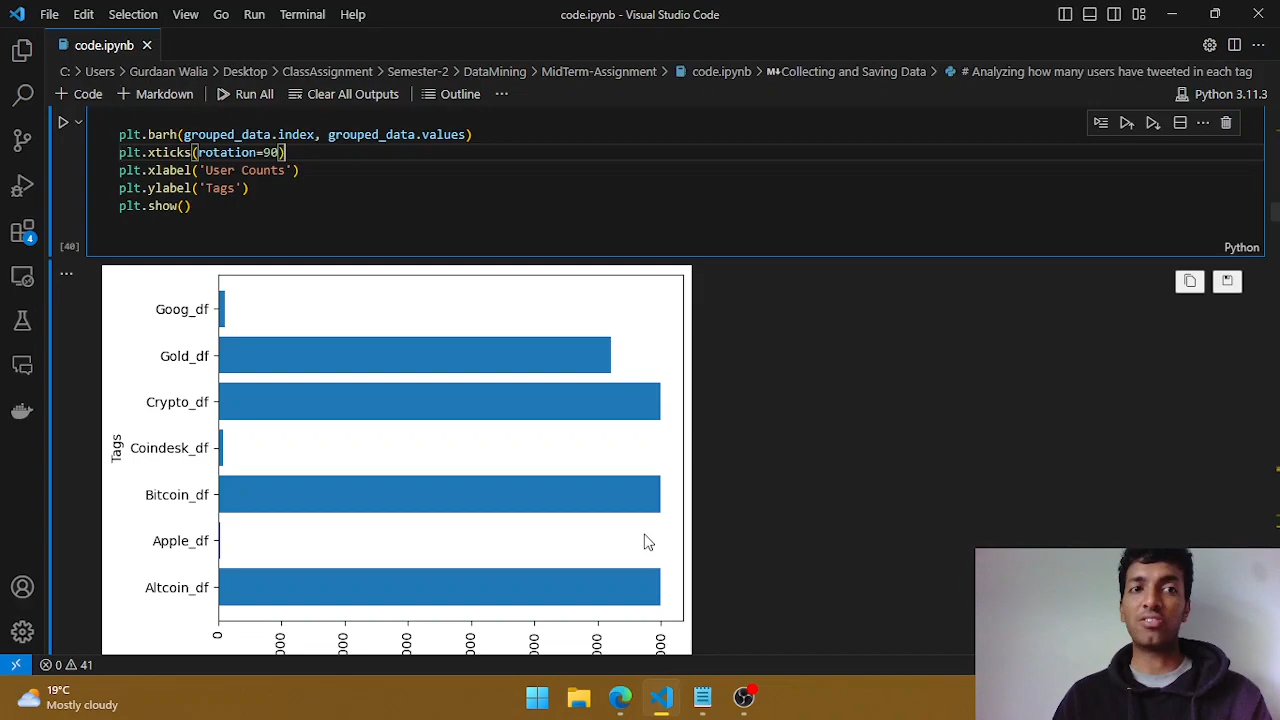 File Edit Selection View Go Run Terminal Help code.ipynb - Visual Studio Code
code.ipynb
C: > Users > Gurdaan Walia > Desktop > ClassAssignment > Semester-2 > DataMining > MidTerm-Assignment > code.ipynb > Collecting and Saving Data > # Analyzing how many users have tweeted in each tag
+ Code + Markdown Run All Clear All Outputs Outline ... Python 3.11.3
plt.barh(grouped_data.index, grouped_data.values)
plt.xticks(rotation=90)
plt.xlabel('User Counts')
plt.ylabel('Tags')
plt.show()
[40] Python
4
Goog_df
Gold_df
Crypto_df
Coindesk_df
Bitcoin_df
Apple_df
Altcoin_df
Tags
0
0 41
19°C
Mostly cloudy